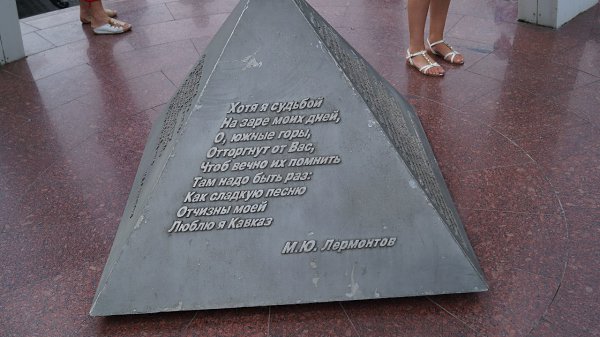 Хотя я судьбой
На заре моих дней,
О, южные горы,
Отторгнут от Вас,
Чтоб вечно их помнить
Там надо быть раз:
Как сладкую песню
Отчизны моей
Люблю я Кавказ
М.Ю. Лермонтов